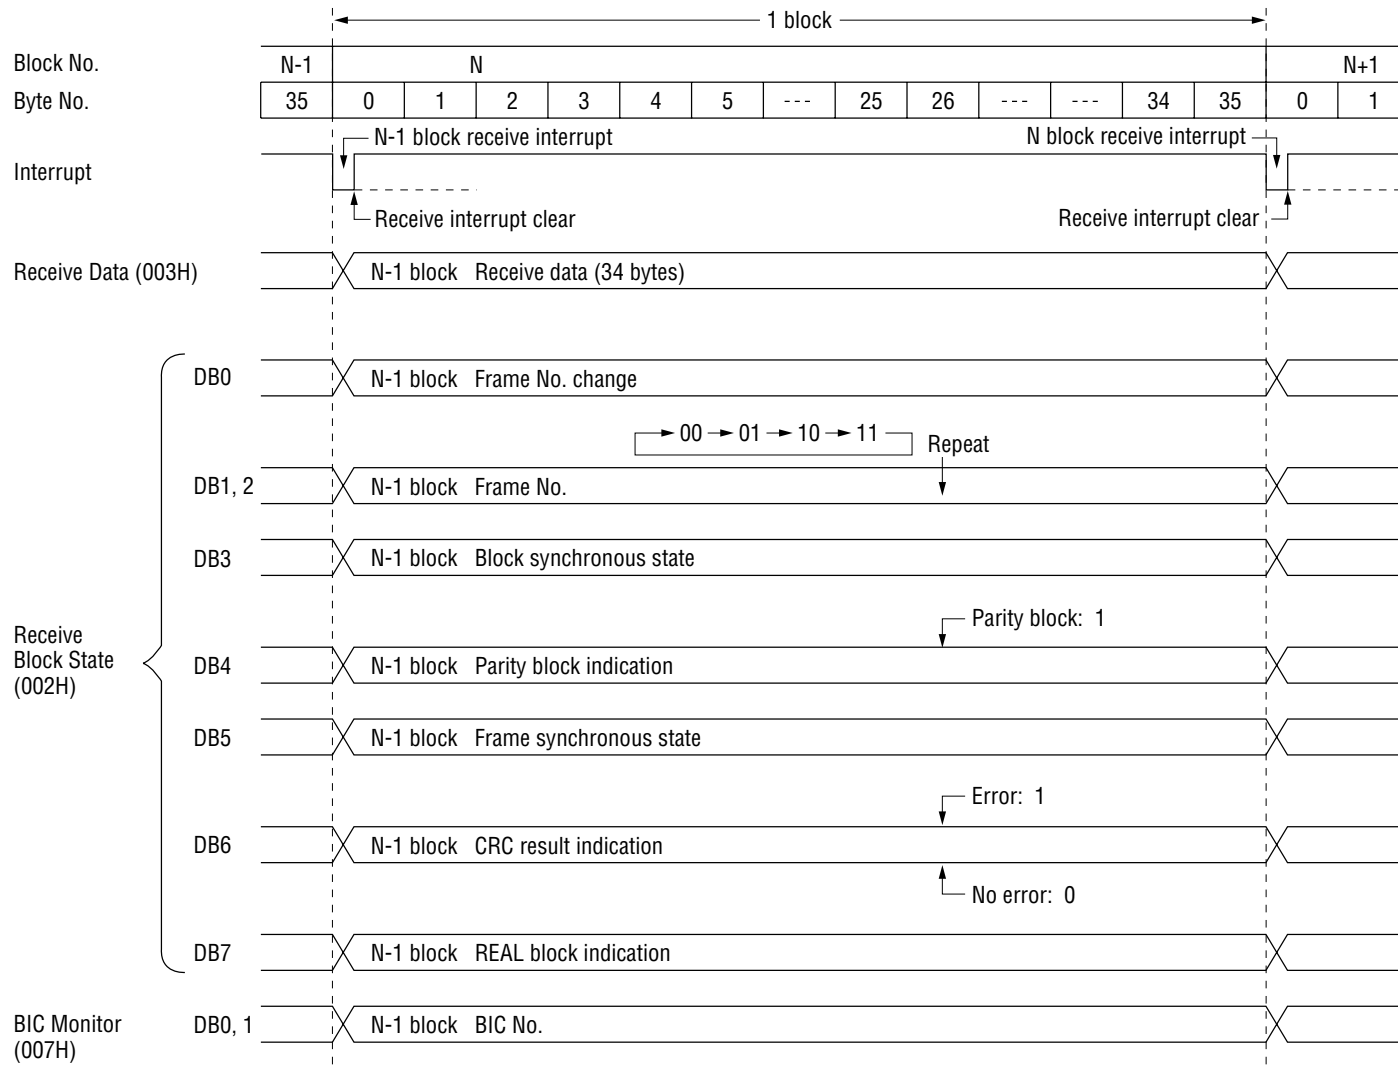 1 block
Block No. N-1 N N+1
Byte No. 35 0 1 2 3 4 5 --- 25 26 --- --- 34 35 0 1
N-1 block receive interrupt N block receive interrupt
Interrupt
Receive interrupt clear Receive interrupt clear
Receive Data (003H) N-1 block Receive data (34 bytes)
DB0 N-1 block Frame No. change
00 01 10 11 Repeat
DB1, 2 N-1 block Frame No.
DB3 N-1 block Block synchronous state
Parity block: 1
Receive
Block State
(002H)
DB4 N-1 block Parity block indication
DB5 N-1 block Frame synchronous state
Error: 1
DB6 N-1 block CRC result indication
No error: 0
DB7 N-1 block REAL block indication
BIC Monitor
(007H)
DB0, 1 N-1 block BIC No.